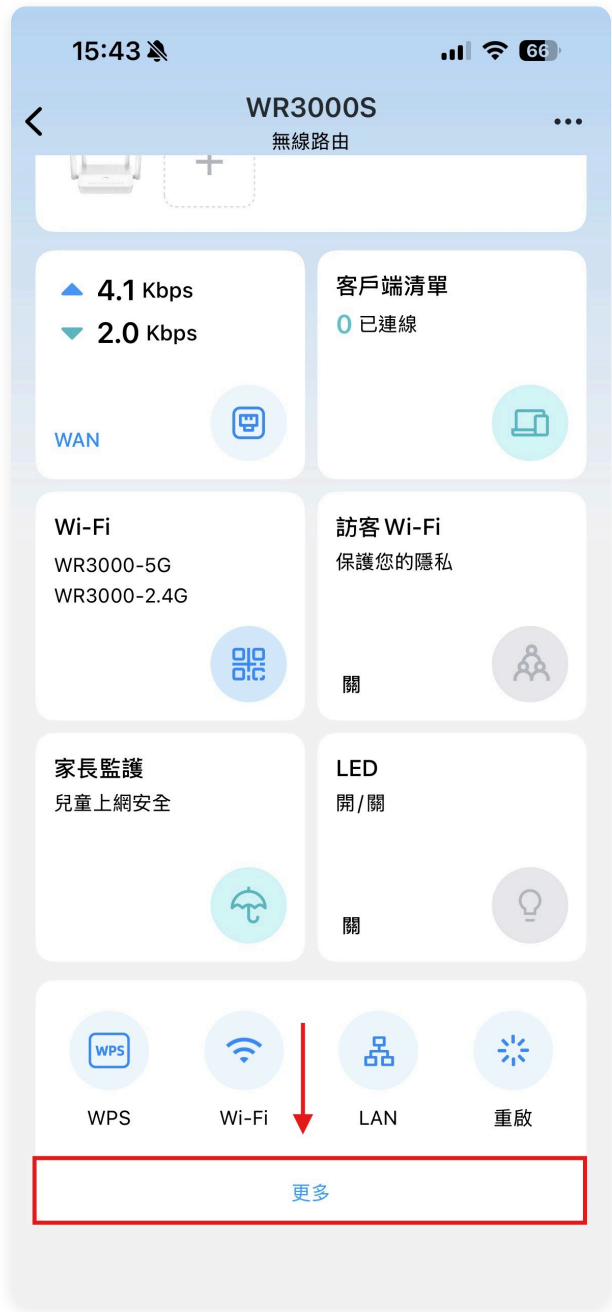 15:43
66
WR3000S
無線路由
4.1 Kbps
2.0 Kbps
WAN
客戶端清單
0 已連線
Wi-Fi
WR3000-5G
WR3000-2.4G
訪客 Wi-Fi
保護您的隱私
關
家長監護
兒童上網安全
LED
開/關
關
WPS
WPS
Wi-Fi
LAN
重啟
更多